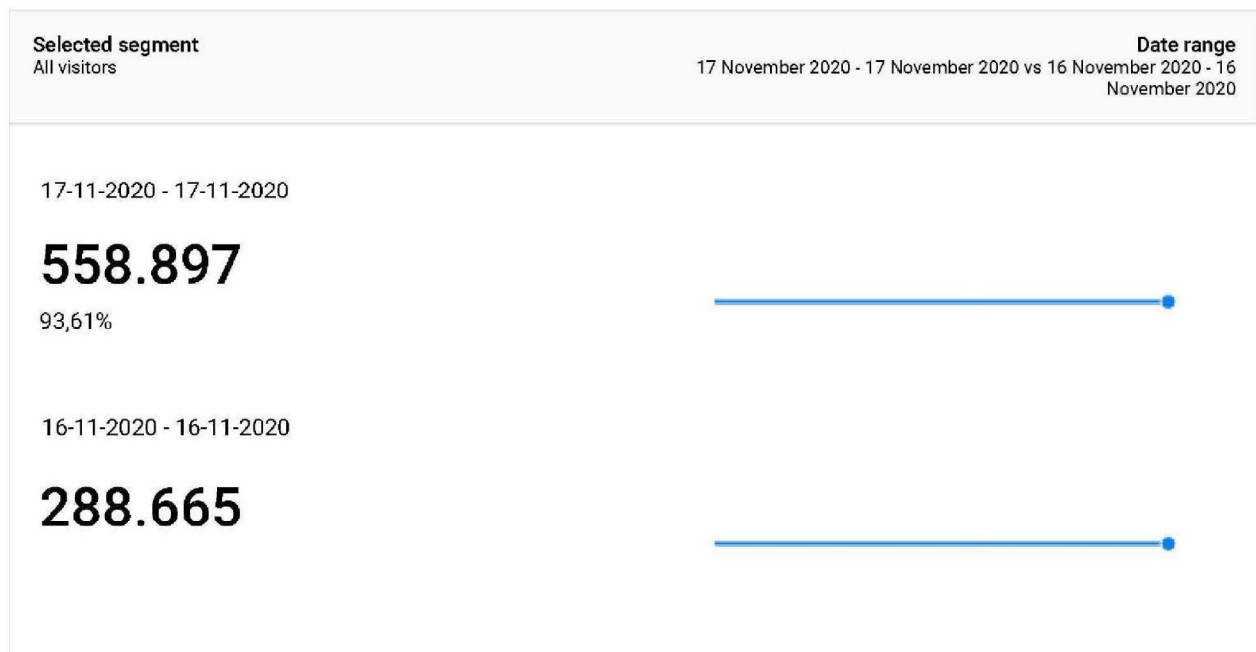 Selected segment
All visitors
Date range
17 November 2020 - 17 November 2020 vs 16 November 2020 - 16
November 2020
17-11-2020 - 17-11-2020
558.897
93,61%
16-11-2020 - 16-11-2020
288.665